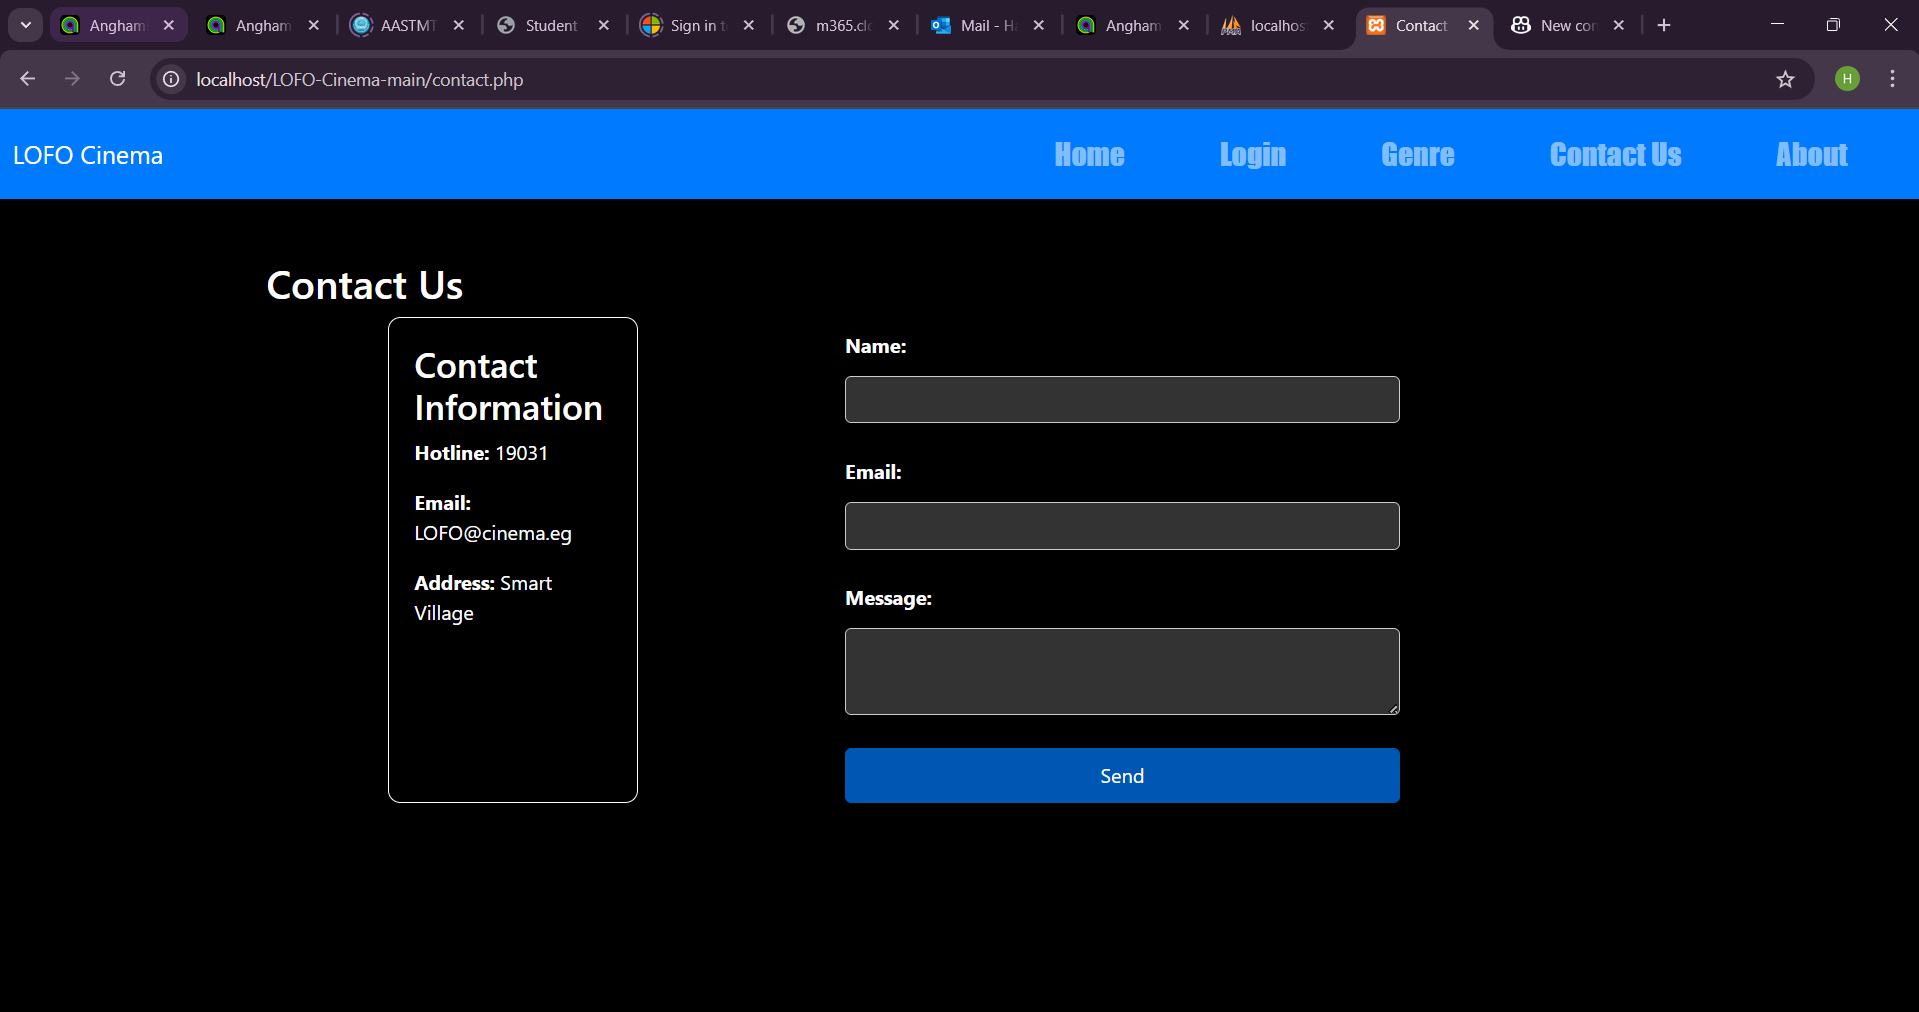 Angham
Angham
AASTMT
Student
Sign in t
m365.cl
Mail - H
Angham
localhos
Contact
New con
localhost/LOFO-Cinema-main/contact.php
H
LOFO Cinema
Home
Login
Genre
Contact Us
About
Contact Us
Contact
Information
Hotline: 19031
Email:
LOFO@cinema.eg
Address: Smart
Village
Name:
Email:
Message:
Send